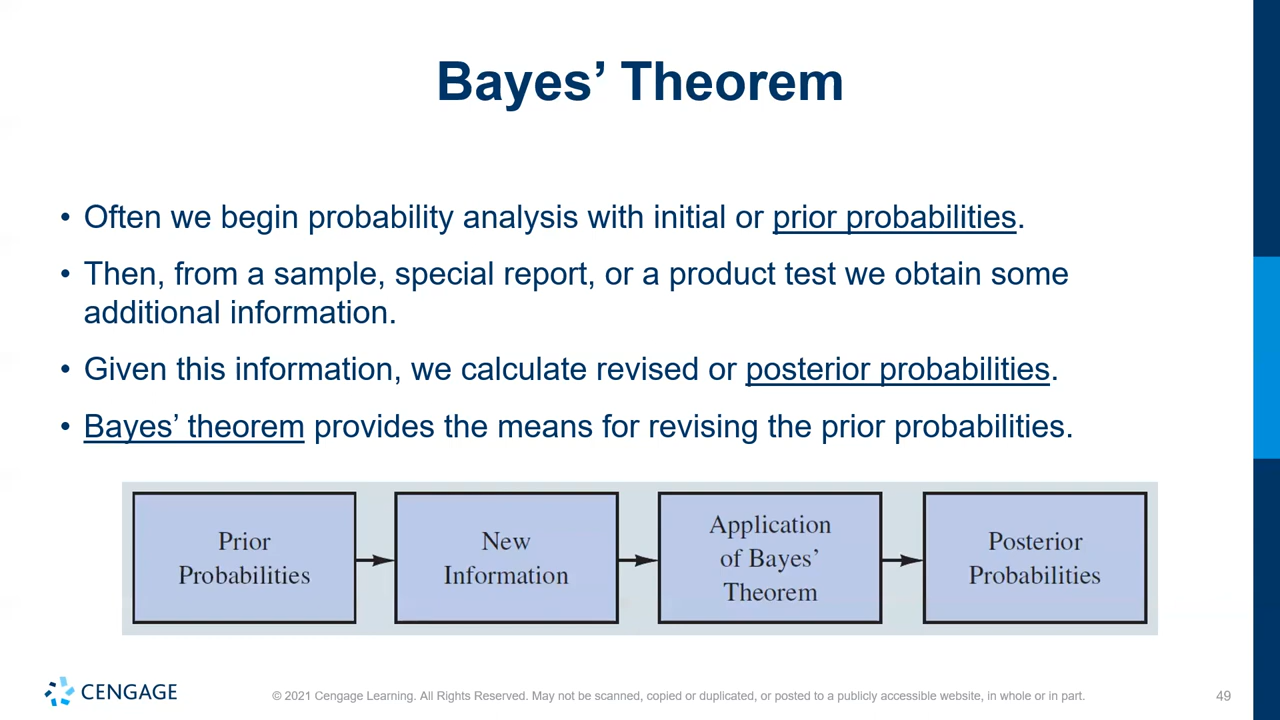 Bayes’ Theorem
• Often we begin probability analysis with initial or prior probabilities.
• Then, from a sample, special report, or a product test we obtain some
additional information.
• Given this information, we calculate revised or posterior probabilities.
• Bayes’ theorem provides the means for revising the prior probabilities.
Prior
Probabilities
New
Information
Application
of Bayes’
Theorem
Posterior
Probabilities
CENGAGE
© 2021 Cengage Learning. All Rights Reserved. May not be scanned, copied or duplicated, or posted to a publicly accessible website, in whole or in part.
49